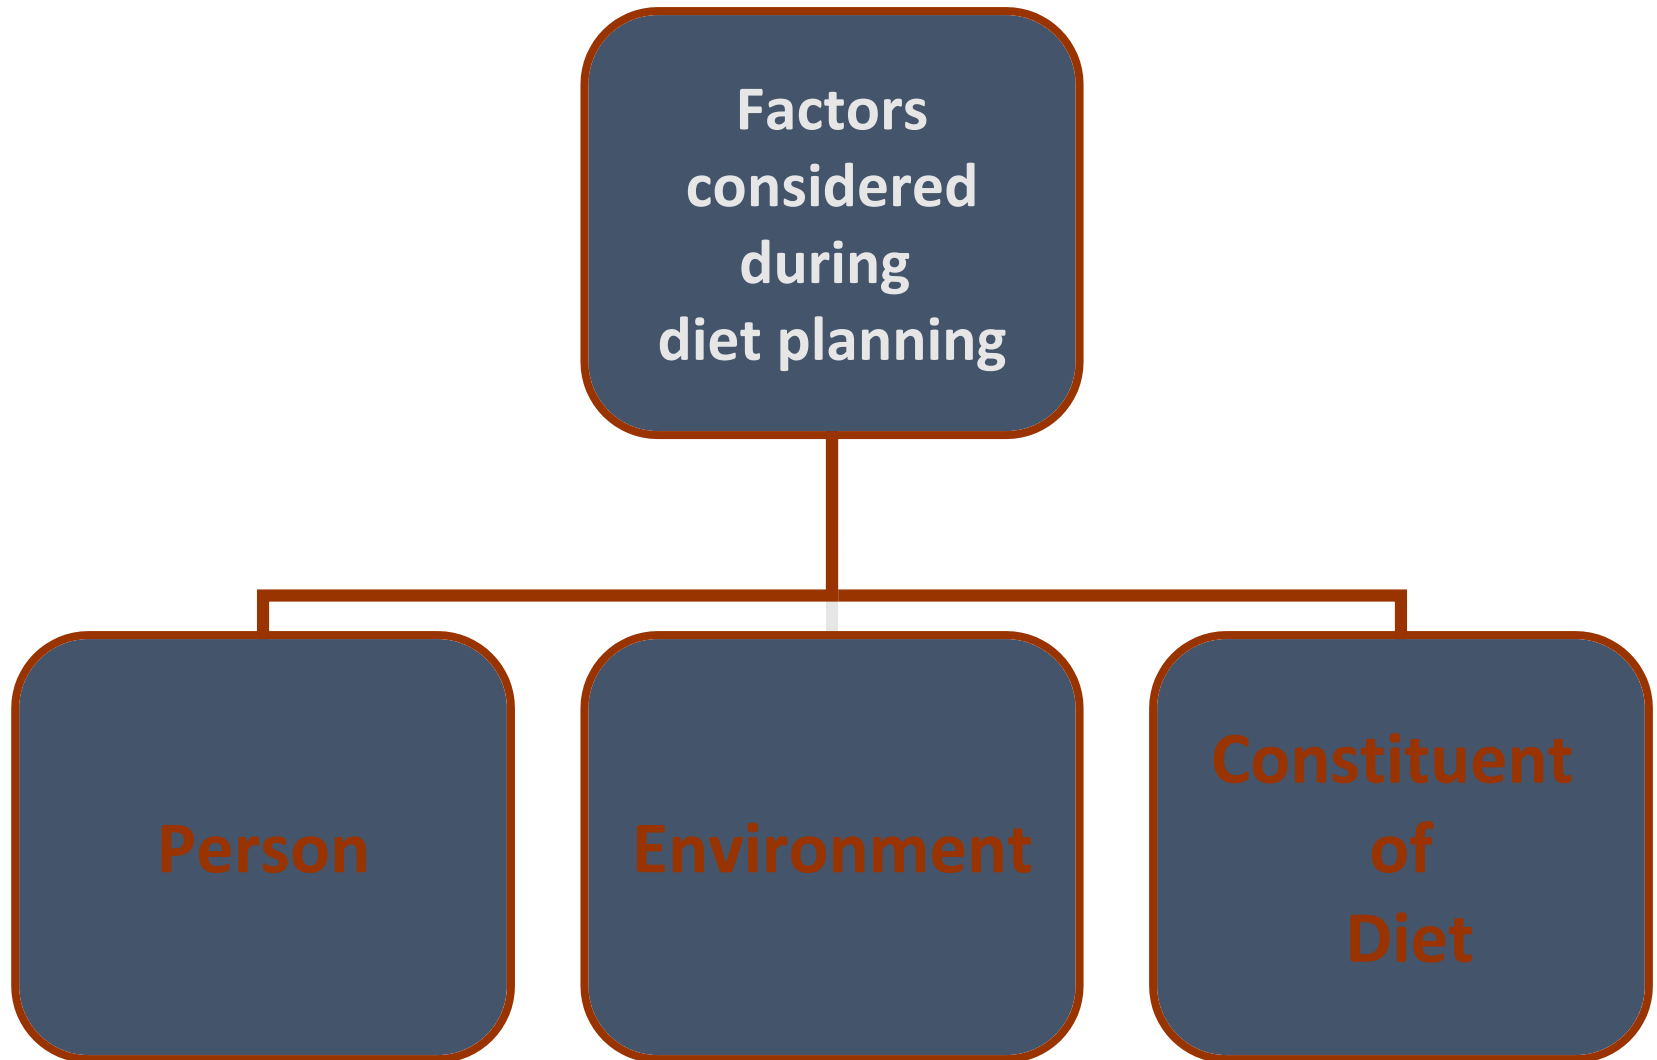 Factors
considered
during
diet planning
Person
Environment
Constituent
of
Diet